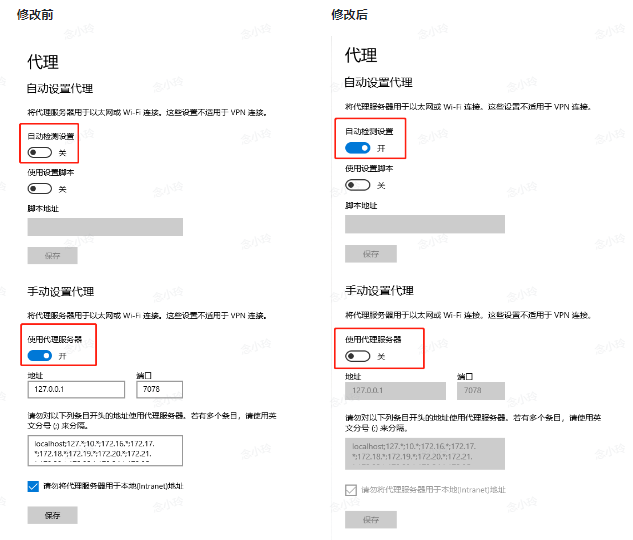 修改前
代理
自动设置代理
将代理服务器用于以太网或 Wi-Fi 连接。这些设置不适用于 VPN 连接。
自动检测设置
关
使用设置脚本
关
脚本地址
保存
手动设置代理
将代理服务器用于以太网或 Wi-Fi 连接。这些设置不适用于 VPN 连接。
使用代理服务器
开
地址 端口
127.0.0.1 7078
请勿对以下列条目开头的地址使用代理服务器。若有多个条目，请使用英
文分号 (;) 来分隔。
localhost;127.*;10.*;172.16.*;172.17.
*;172.18.*;172.19.*;172.20.*;172.21.
请勿将代理服务器用于本地(Intranet)地址
保存
修改后
代理
自动设置代理
将代理服务器用于以太网或 Wi-Fi 连接。这些设置不适用于 VPN 连接。
自动检测设置
开
使用设置脚本
关
脚本地址
保存
手动设置代理
将代理服务器用于以太网或 Wi-Fi 连接。这些设置不适用于 VPN 连接。
使用代理服务器
关
地址 端口
127.0.0.1 7078
请勿对以下列条目开头的地址使用代理服务器。若有多个条目，请使用英
文分号 (;) 来分隔。
localhost;127.*;10.*;172.16.*;172.17.
*;172.18.*;172.19.*;172.20.*;172.21.
请勿将代理服务器用于本地(Intranet)地址
保存